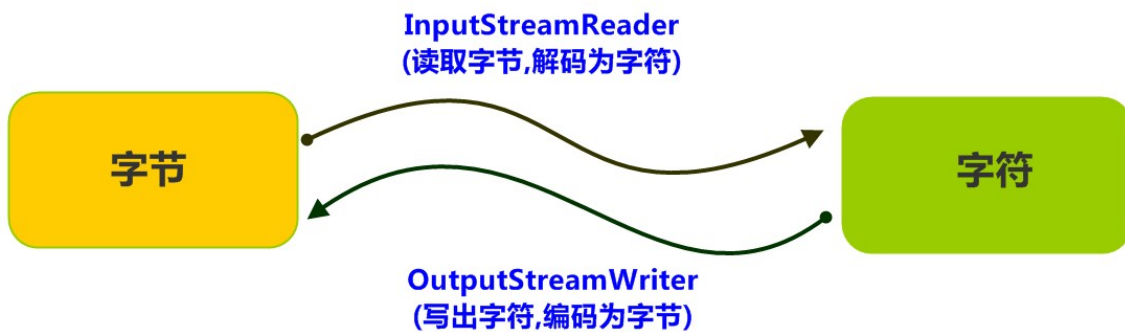 InputStreamReader
(读取字节,解码为字符)
字节
字符
OutputStreamWriter
(写出字符,编码为字节)